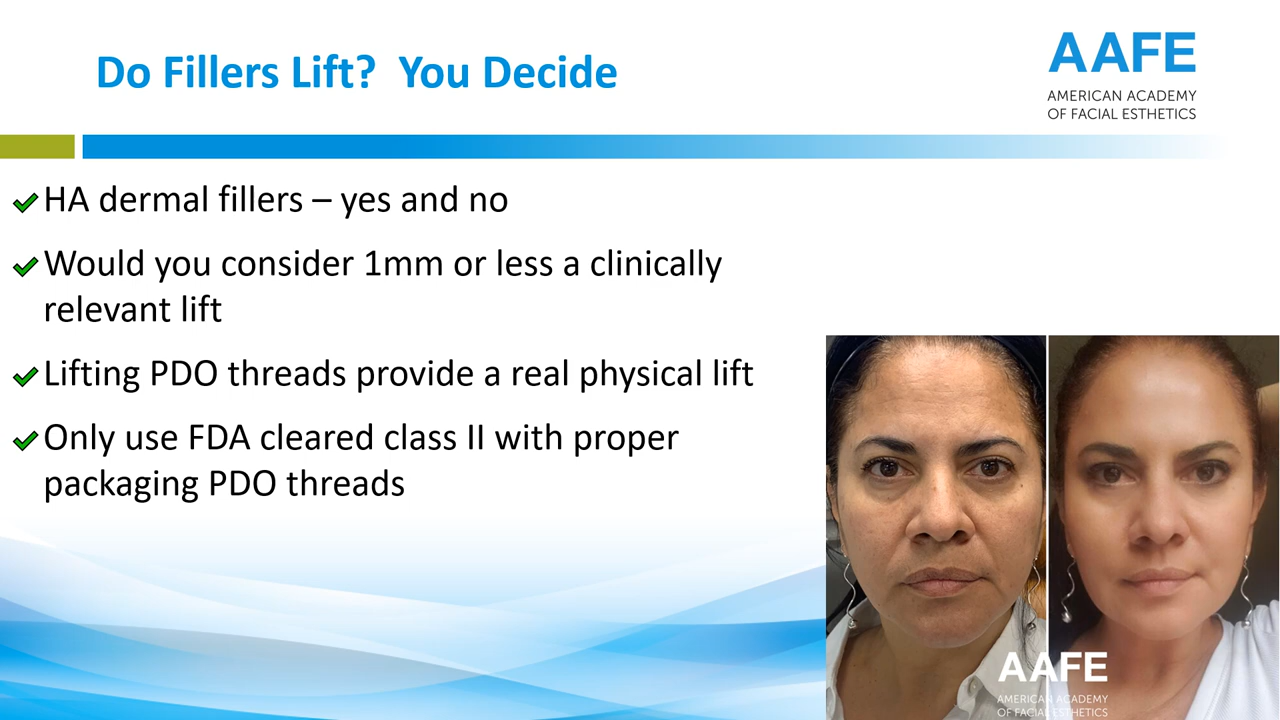 Do Fillers Lift? You Decide
AAFE
AMERICAN ACADEMY
OF FACIAL ESTHETICS
HA dermal fillers – yes and no
Would you consider 1mm or less a clinically
relevant lift
Lifting PDO threads provide a real physical lift
Only use FDA cleared class II with proper
packaging PDO threads
AAFE
AMERICAN ACADEMY
OF FACIAL ESTHETICS